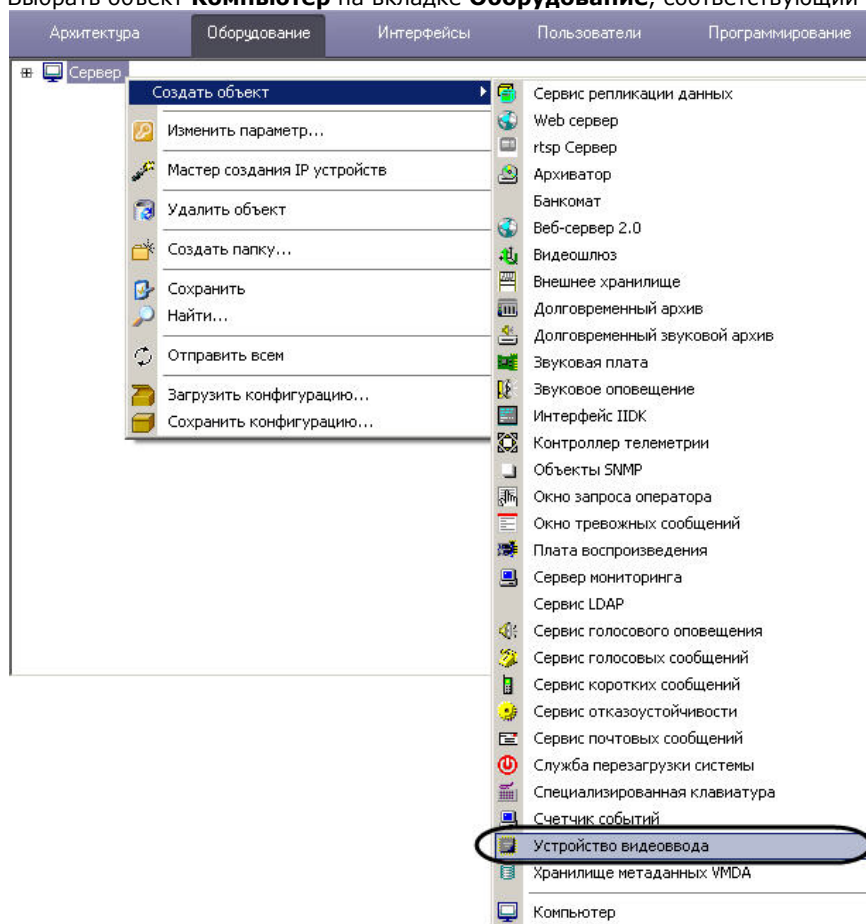 Выбрать объект Компьютер на вкладке Оборудование, соответствующий
Архитектура Оборудование Интерфейсы Пользователи Программирование
Сервер
Создать объект
Изменить параметр...
Мастер создания IP устройств
Удалить объект
Создать папку...
Сохранить
Найти...
Отправить всем
Загрузить конфигурацию...
Сохранить конфигурацию...
Сервис репликации данных
Web сервер
rtsp Сервер
Архиватор
Банкомат
Веб-сервер 2.0
Видеошлюз
Внешнее хранилище
Долговременный архив
Долговременный звуковой архив
Звуковая плата
Звуковое оповещение
Интерфейс IIDK
Контроллер телеметрии
Объекты SNMP
Окно запроса оператора
Окно тревожных сообщений
Плата воспроизведения
Сервер мониторинга
Сервис LDAP
Сервис голосового оповещения
Сервис голосовых сообщений
Сервис коротких сообщений
Сервис отказоустойчивости
Сервис почтовых сообщений
Служба перезагрузки системы
Специализированная клавиатура
Счетчик событий
Устройство видеоввода
Хранилище метаданных VMDA
Компьютер